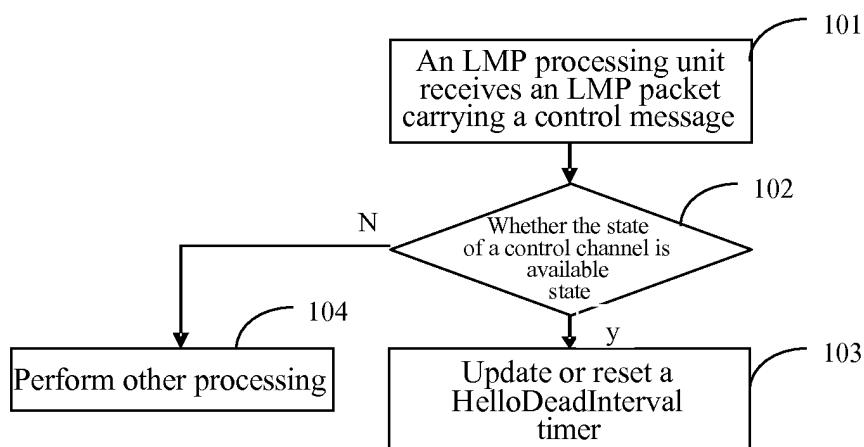 101
An LMP processing unit
receives an LMP packet
carrying a control message
102
N
Whether the state
of a control channel is
available
state
104
y
103
Perform other processing
Update or reset a
HelloDeadInterval
timer